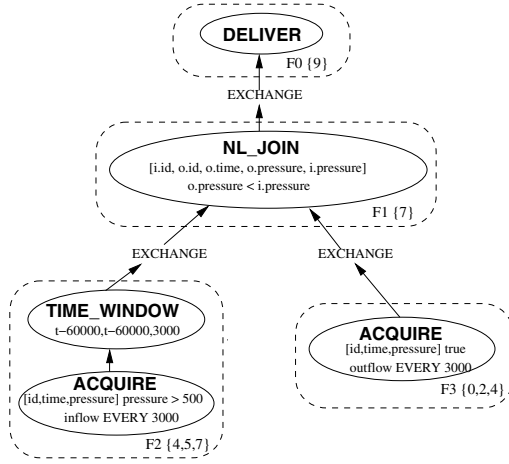 DELIVER
F0 {9}
EXCHANGE
NL_JOIN
[i.id, o.id, o.time, o.pressure, i.pressure]
o.pressure < i.pressure
F1 {7}
EXCHANGE
EXCHANGE
TIME_WINDOW
t−60000,t−60000,3000
ACQUIRE
[id,time,pressure] pressure > 500
inflow EVERY 3000
F2 {4,5,7}
ACQUIRE
[id,time,pressure] true
outflow EVERY 3000
F3 {0,2,4}